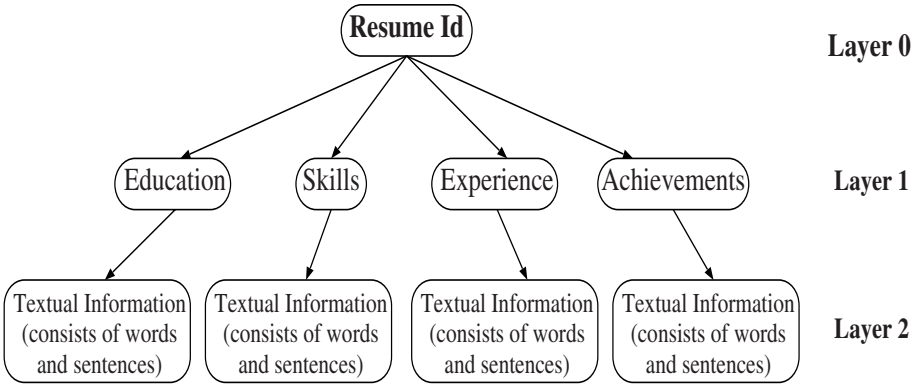 Resume Id
Layer 0
Education
Skills
Experience
Achievements
Layer 1
Textual Information
(consists of words
and sentences)
Textual Information
(consists of words
and sentences)
Textual Information
(consists of words
and sentences)
Textual Information
(consists of words
and sentences)
Layer 2